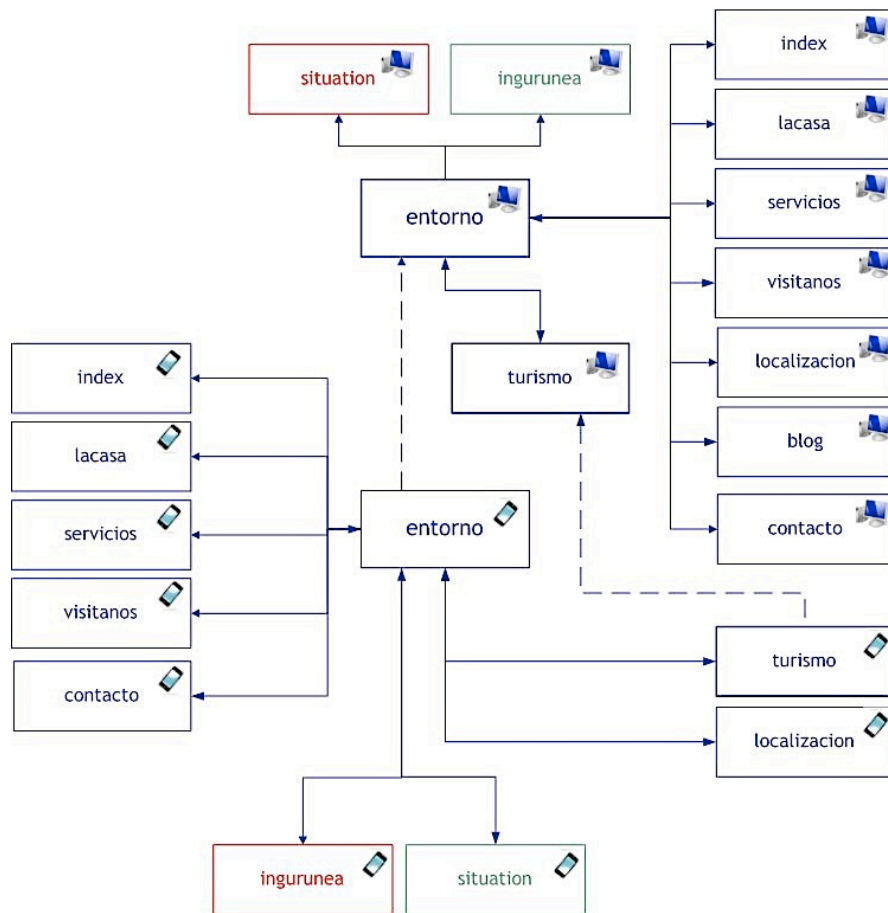 index
situation
ingurunea
lacasa
servicios
entorno
visitanos
localizacion
turismo
index
blog
lacasa
contacto
entorno
servicios
visitanos
turismo
contacto
localizacion
ingurunea
situation